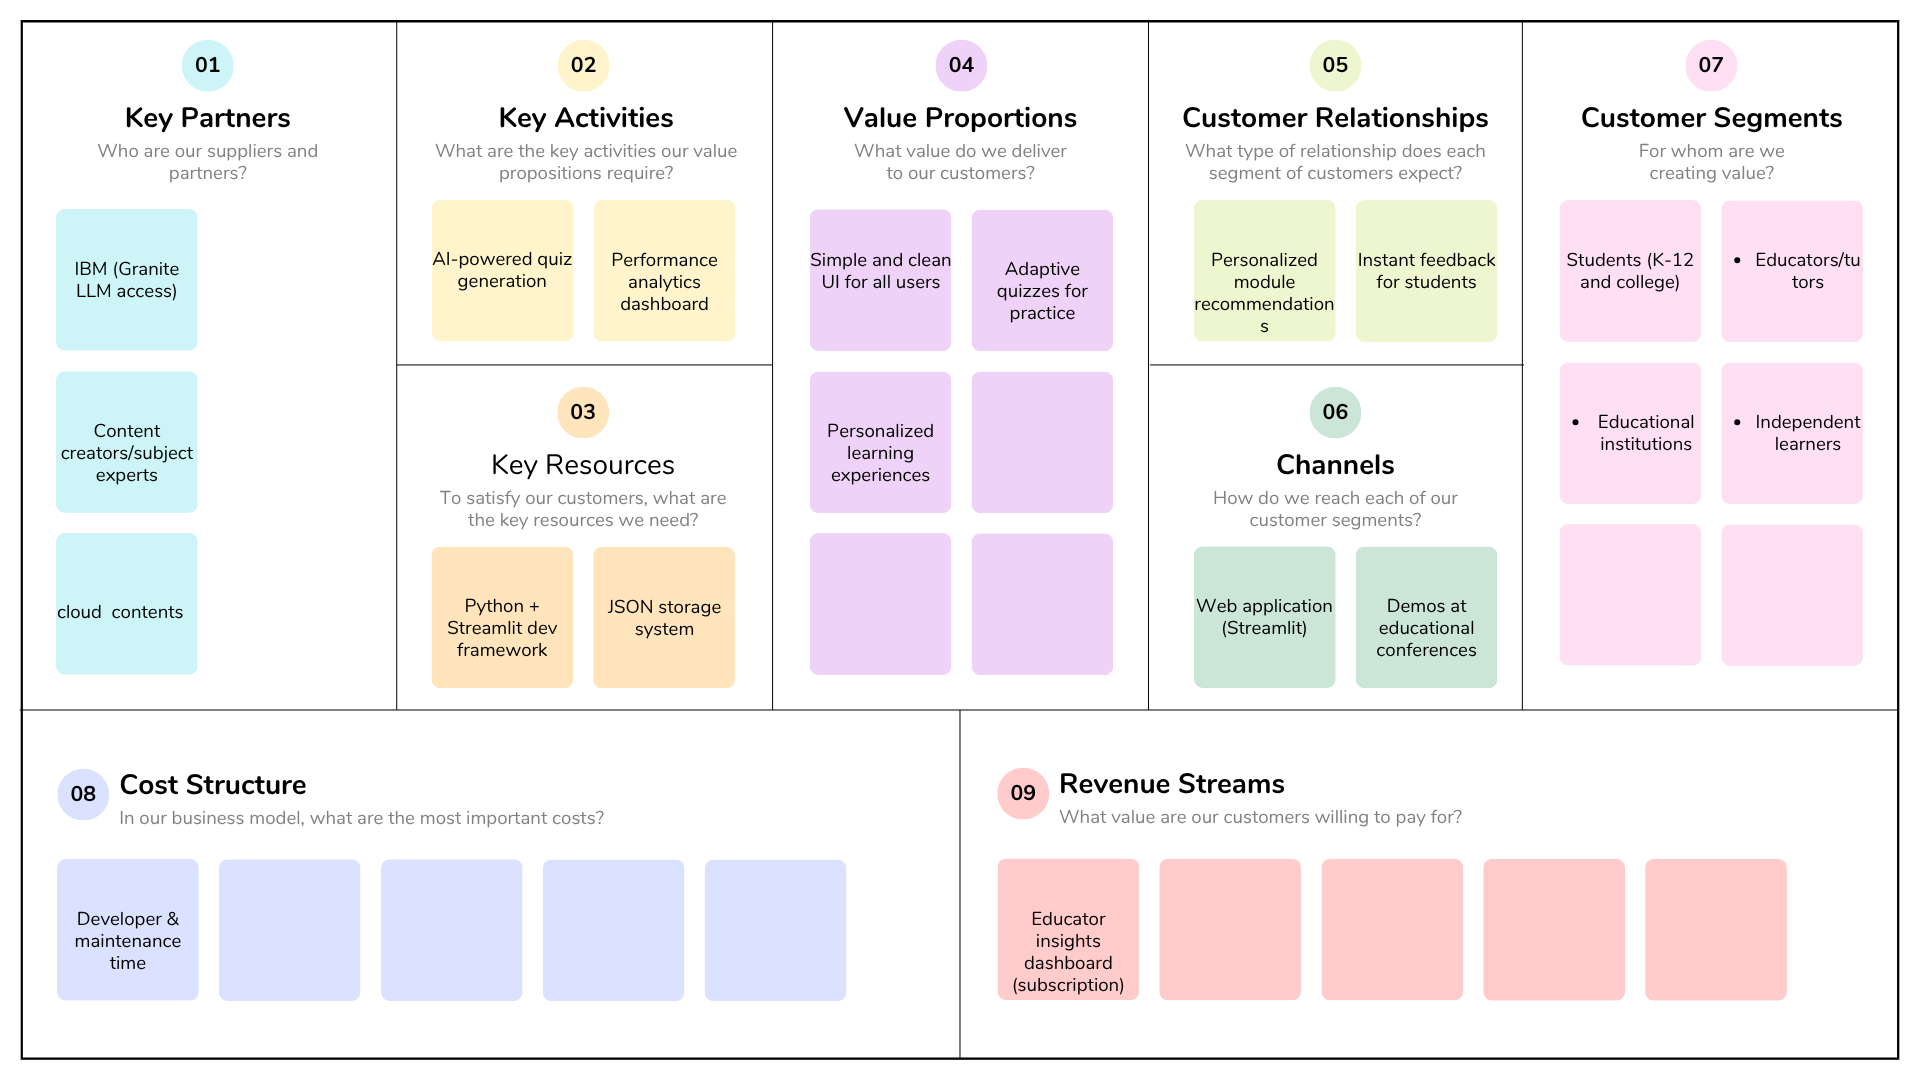 01
Key Partners
Who are our suppliers and
partners?
IBM (Granite
LLM access)
Content
creators/subject
experts
cloud  contents
02
Key Activities
What are the key activities our value
propositions require?
AI-powered quiz
generation
Performance
analytics
dashboard
03
Key Resources
To satisfy our customers, what are
the key resources we need?
Python +
Streamlit dev
framework
JSON storage
system
04
Value Proportions
What value do we deliver
to our customers?
Simple and clean
UI for all users
Adaptive
quizzes for
practice
Personalized
learning
experiences
05
Customer Relationships
What type of relationship does each
segment of customers expect?
Personalized
module
recommendation
s
Instant feedback
for students
06
Channels
How do we reach each of our
customer segments?
Web application
(Streamlit)
Demos at
educational
conferences
07
Customer Segments
For whom are we
creating value?
Students (K-12
and college)
• Educators/tu
tors
• Educational
institutions
• Independent
learners
08
Cost Structure
In our business model, what are the most important costs?
Developer &
maintenance
time
09
Revenue Streams
What value are our customers willing to pay for?
Educator
insights
dashboard
(subscription)